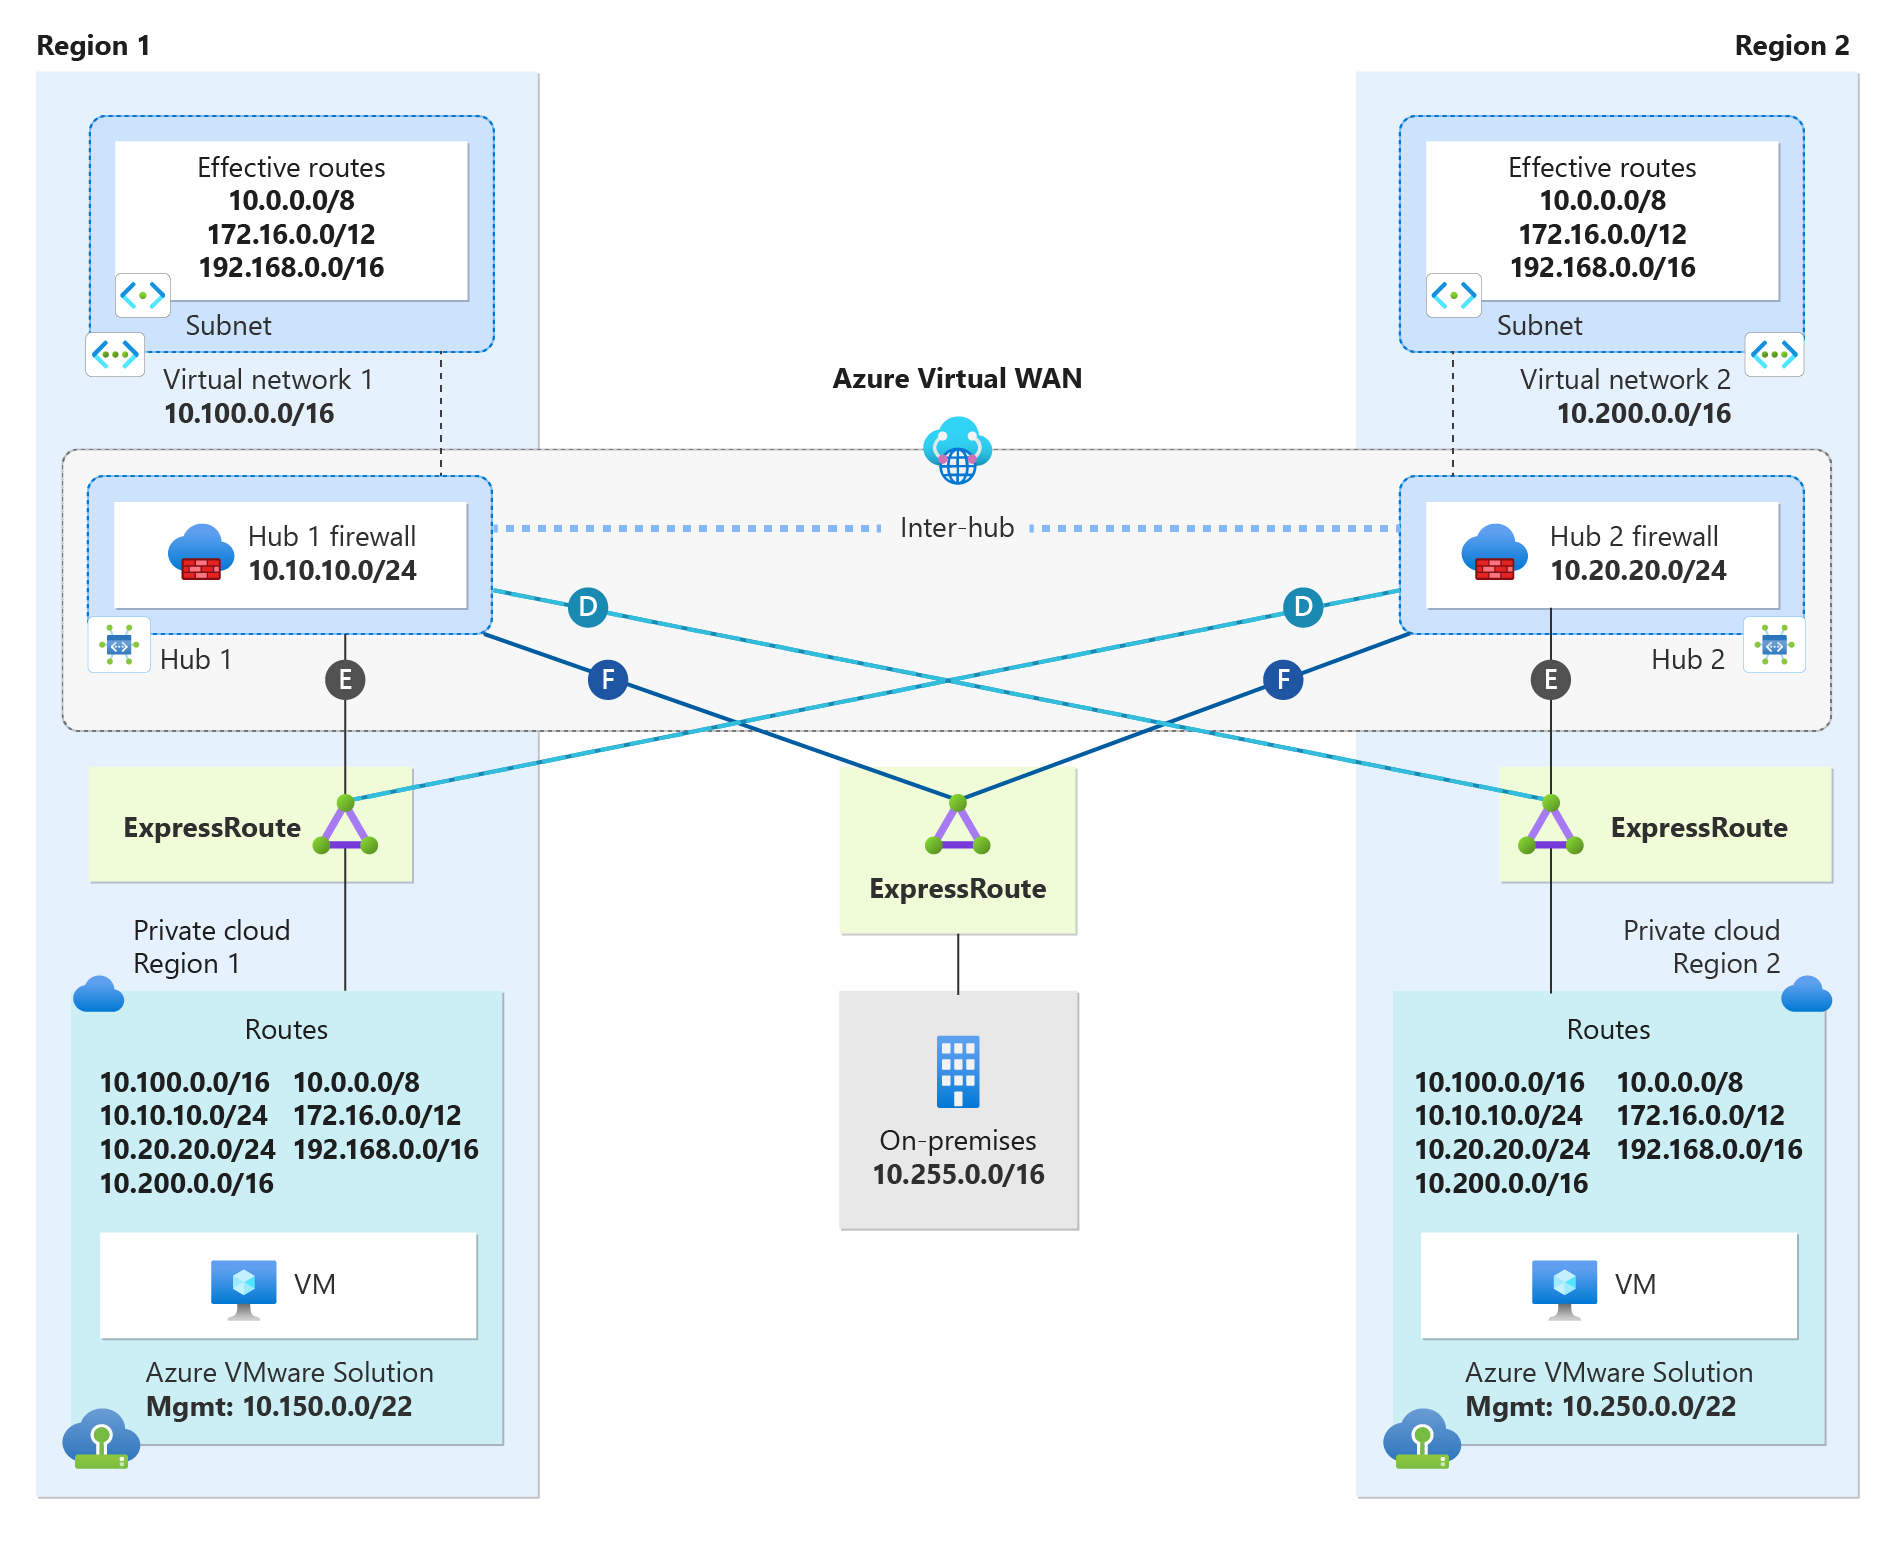 Region 1
Region 2
Effective routes
10.0.0.0/8
172.16.0.0/12
192.168.0.0/16
Subnet
Virtual network 1
10.100.0.0/16
Effective routes
10.0.0.0/8
172.16.0.0/12
192.168.0.0/16
Subnet
Virtual network 2
10.200.0.0/16
Azure Virtual WAN
Hub 1 firewall
10.10.10.0/24
Hub 1
Inter-hub
Hub 2 firewall
10.20.20.0/24
Hub 2
D
D
E
F
F
E
ExpressRoute
ExpressRoute
ExpressRoute
Private cloud
Region 1
Routes
10.100.0.0/16 10.0.0.0/8
10.10.10.0/24 172.16.0.0/12
10.20.20.0/24 192.168.0.0/16
10.200.0.0/16
VM
Azure VMware Solution
Mgmt: 10.150.0.0/22
On-premises
10.255.0.0/16
Private cloud
Region 2
Routes
10.100.0.0/16 10.0.0.0/8
10.10.10.0/24 172.16.0.0/12
10.20.20.0/24 192.168.0.0/16
10.200.0.0/16
VM
Azure VMware Solution
Mgmt: 10.250.0.0/22